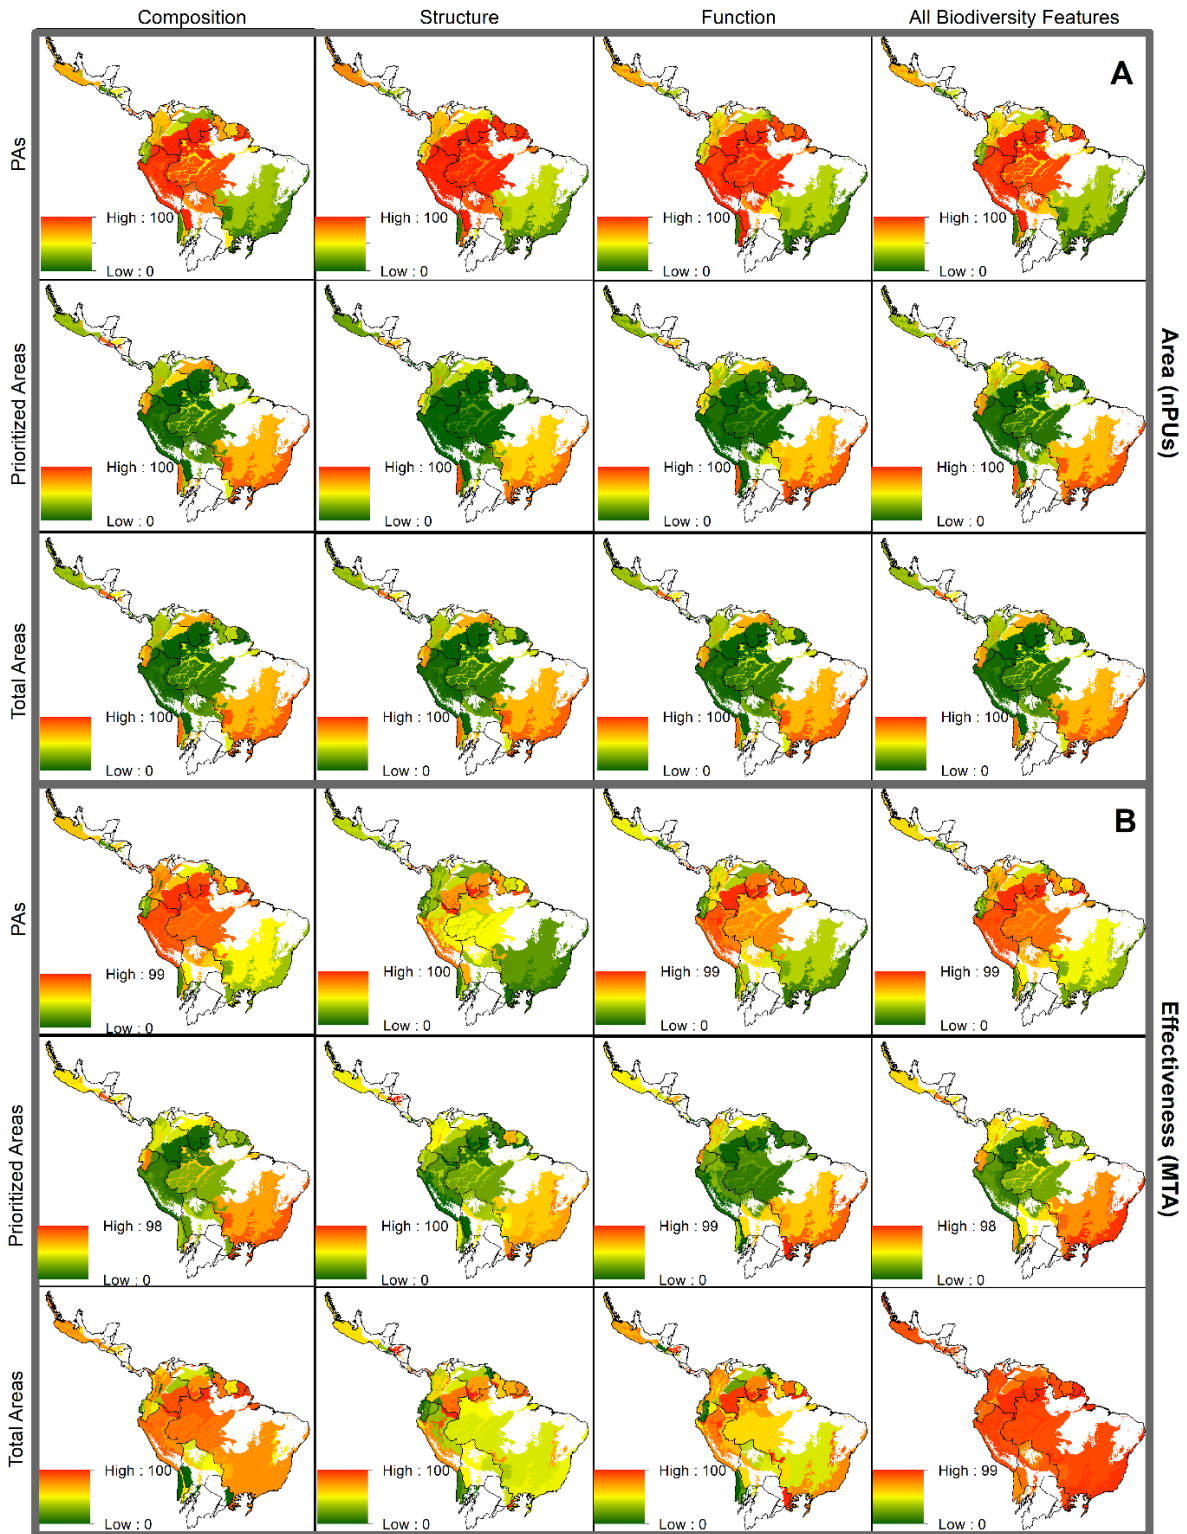 Composition Structure Function All Biodiversity Features
A
PAs
High : 100 High : 100 High : 100 High : 100
Low : 0 Low : 0 Low : 0 Low : 0
Prioritized Areas
Area (nPUs)
High : 100 High : 100 High : 100 High : 100
Low : 0 Low : 0 Low : 0 Low : 0
Total Areas
High : 100 High : 100 High : 100 High : 100
Low : 0 Low : 0 Low : 0 Low : 0
B
PAs
High : 99 High : 100 High : 99 High : 99
Low : 0 Low : 0 Low : 0 Low : 0
Prioritized Areas
Effectiveness (MTA)
High : 98 High : 100 High : 99 High : 98
Low : 0 Low : 0 Low : 0 Low : 0
Total Areas
High : 100 High : 100 High : 100 High : 99
Low : 0 Low : 0 Low : 0 Low : 0